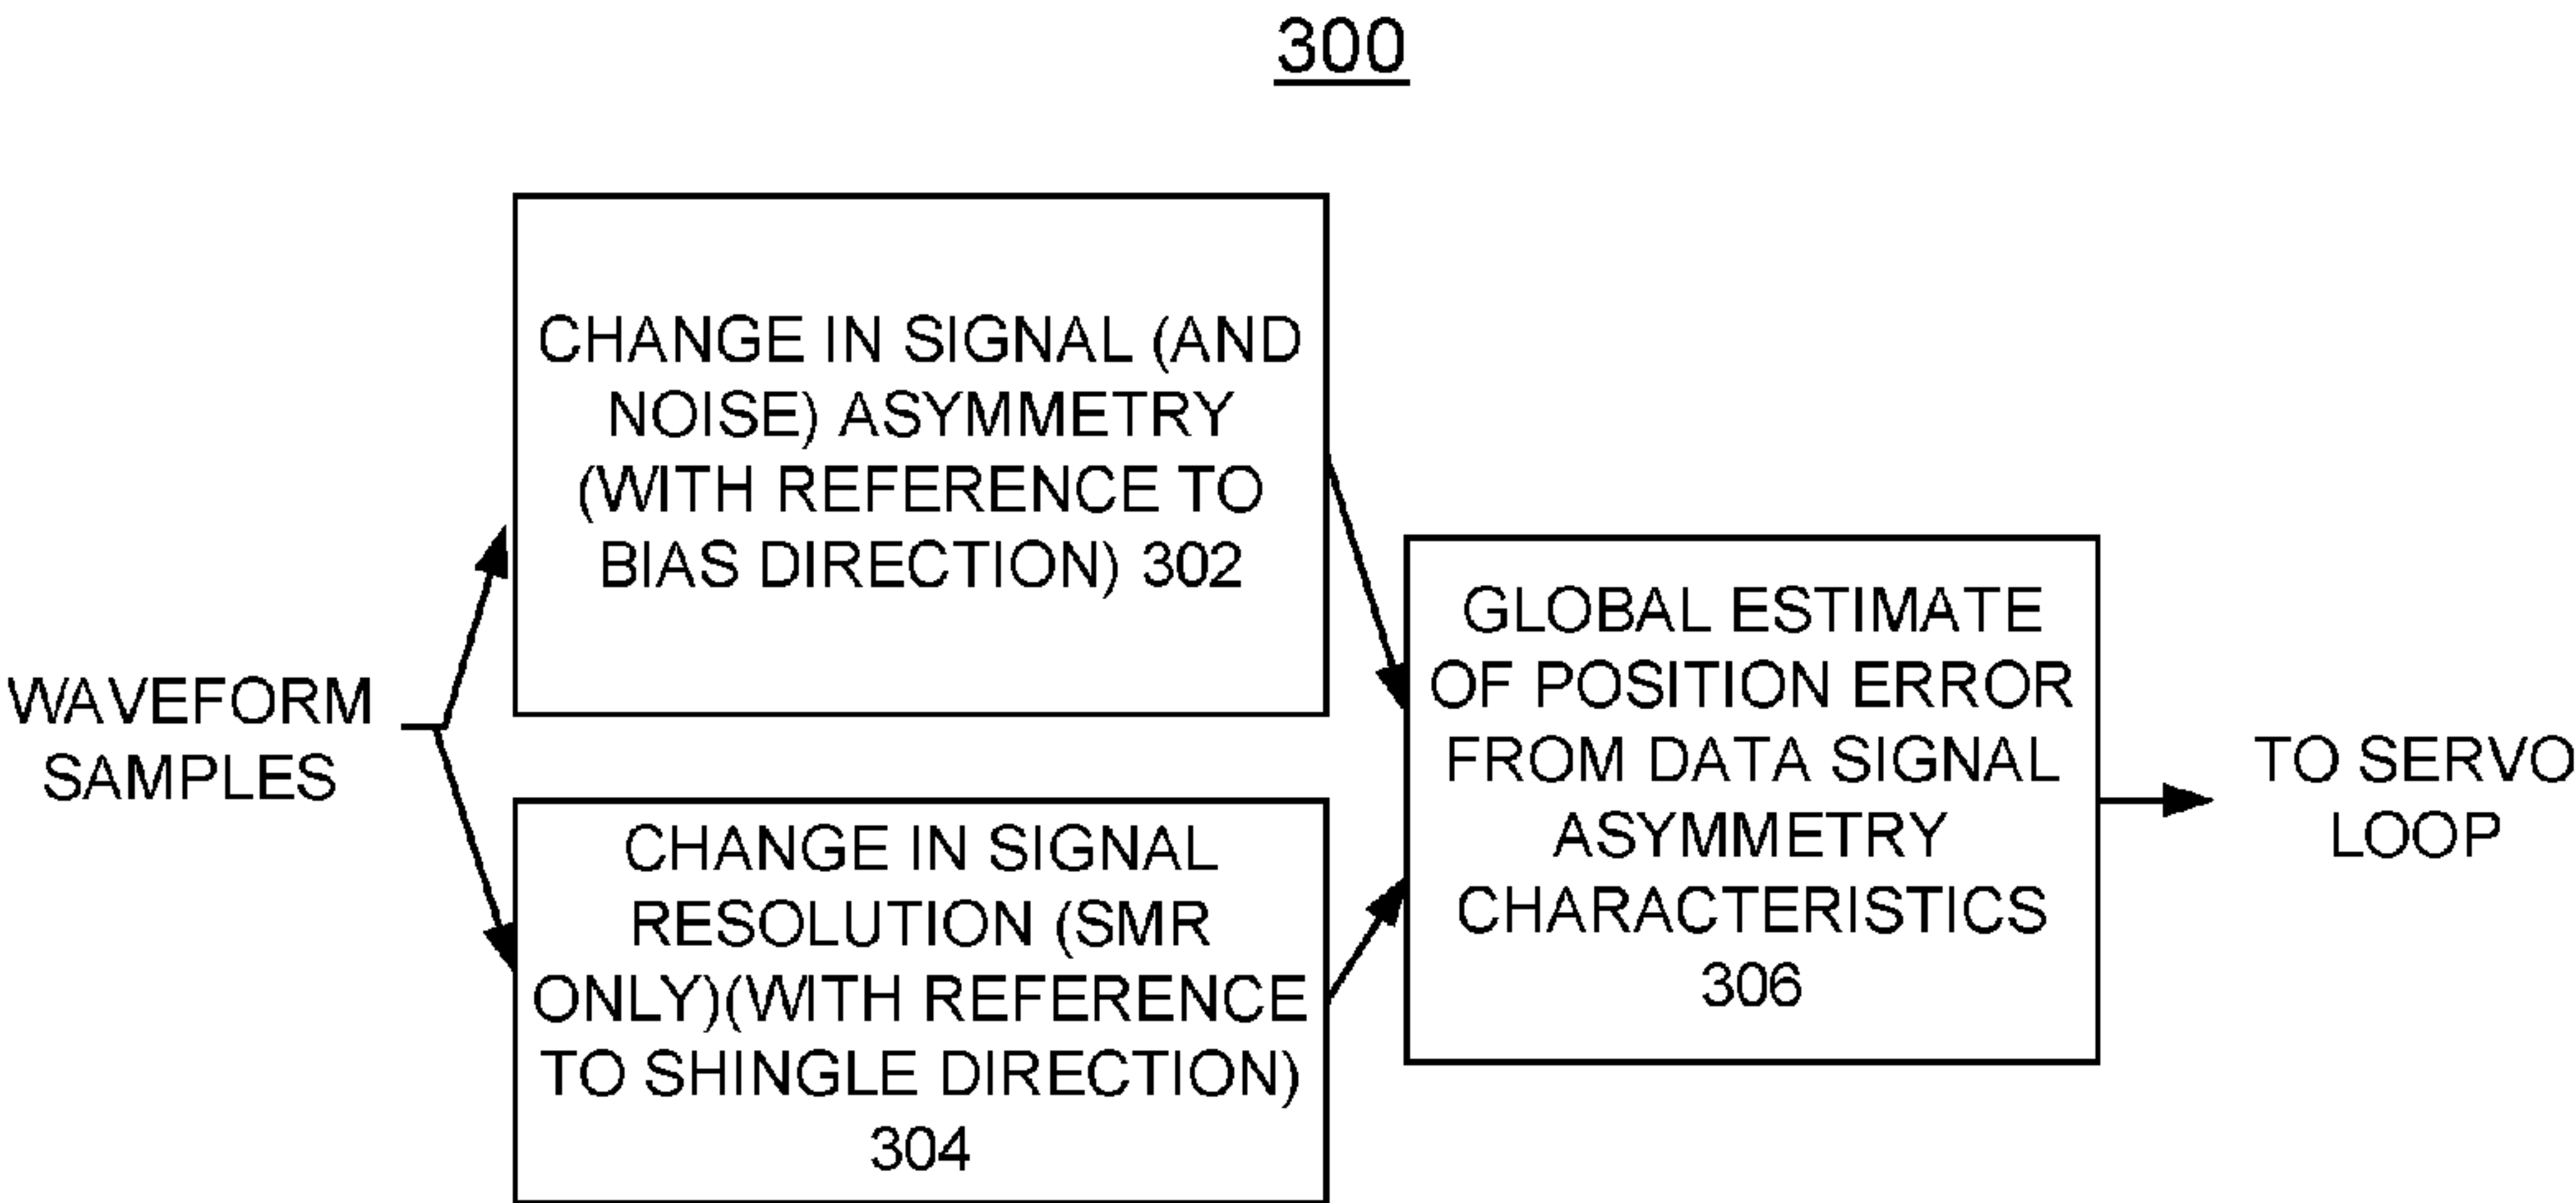 300
WAVEFORM
SAMPLES
CHANGE IN SIGNAL (AND
NOISE) ASYMMETRY
(WITH REFERENCE TO
BIAS DIRECTION) 302
CHANGE IN SIGNAL
RESOLUTION (SMR
ONLY)(WITH REFERENCE
TO SHINGLE DIRECTION)
304
GLOBAL ESTIMATE
OF POSITION ERROR
FROM DATA SIGNAL
ASYMMETRY
CHARACTERISTICS
306
TO SERVO
LOOP